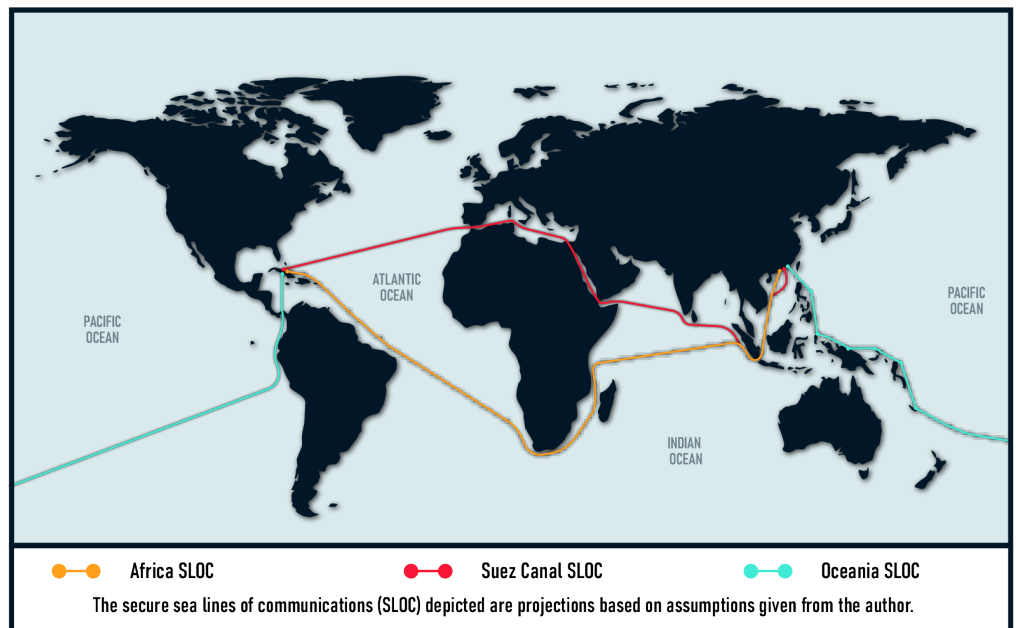 ATLANTIC
OCEAN
PACIFIC
OCEAN
PACIFIC
OCEAN
INDIAN
OCEAN
Africa SLOC
Suez Canal SLOC
Oceania SLOC
The secure sea lines of communications (SLOC) depicted are projections based on assumptions given from the author.